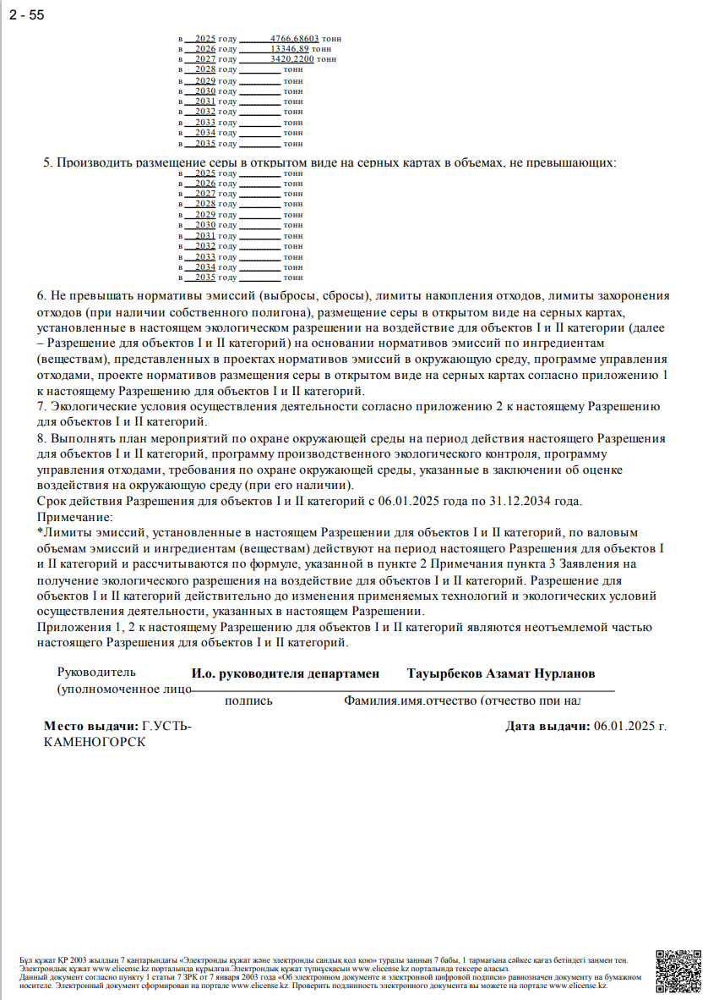 2 - 55
в 2025 году 4766,68603 тонн
в 2026 году 13346,89 тонн
в 2027 году 3420,2200 тонн
в 2028 году ________ тонн
в 2029 году ________ тонн
в 2030 году ________ тонн
в 2031 году ________ тонн
в 2032 году ________ тонн
в 2033 году ________ тонн
в 2034 году ________ тонн
в 2035 году ________ тонн
5. Производить размещение серы в открытом виде на серных картах в объемах, не превышающих:
в 2025 году ________ тонн
в 2026 году ________ тонн
в 2027 году ________ тонн
в 2028 году ________ тонн
в 2029 году ________ тонн
в 2030 году ________ тонн
в 2031 году ________ тонн
в 2032 году ________ тонн
в 2033 году ________ тонн
в 2034 году ________ тонн
в 2035 году ________ тонн
6. Не превышать нормативы эмиссий (выбросы, сбросы), лимиты накопления отходов, лимиты захоронения
отходов (при наличии собственного полигона), размещение серы в открытом виде на серных картах,
установленные в настоящем экологическом разрешении на воздействие для объектов I и II категории (далее
– Разрешение для объектов I и II категорий) на основании нормативов эмиссий по ингредиентам
(веществам), представленных в проектах нормативов эмиссий в окружающую среду, программе управления
отходами, проекте нормативов размещения серы в открытом виде на серных картах согласно приложению 1
к настоящему Разрешению для объектов I и II категорий.
7. Экологические условия осуществления деятельности согласно приложению 2 к настоящему Разрешению
для объектов I и II категорий.
8. Выполнять план мероприятий по охране окружающей среды на период действия настоящего Разрешения
для объектов I и II категорий, программу производственного экологического контроля, программу
управления отходами, требования по охране окружающей среды, указанные в заключении об оценке
воздействия на окружающую среду (при его наличии).
Срок действия Разрешения для объектов I и II категорий с 06.01.2025 года по 31.12.2034 года.
Примечание:
*Лимиты эмиссий, установленные в настоящем Разрешении для объектов I и II категорий, по валовым
объемам эмиссий и ингредиентам (веществам) действуют на период настоящего Разрешения для объектов I
и II категорий и рассчитываются по формуле, указанной в пункте 2 Примечания пункта 3 Заявления на
получение экологического разрешения на воздействие для объектов I и II категорий. Разрешение для
объектов I и II категорий действительно до изменения применяемых технологий и экологических условий
осуществления деятельности, указанных в настоящем Разрешении.
Приложения 1, 2 к настоящему Разрешению для объектов I и II категорий являются неотъемлемой частью
настоящего Разрешения для объектов I и II категорий.
Руководитель И.о. руководителя департамен Тауырбеков Азамат Нурланов
(уполномоченное лицо
подпись Фамилия,имя,отчество (отчество при нал
Место выдачи: Г.УСТЬ- Дата выдачи: 06.01.2025 г.
КАМЕНОГОРСК
Бұл құжат ҚР 2003 жылдың 7 қаңтарындағы «Электронды құжат және электронды сандық қол қою» туралы заңның 7 бабы, 1 тармағына сәйкес қағаз бетіндегі заңмен тең.
Электрондық құжат www.elicense.kz порталында құрылған.Электрондық құжат түпнұсқасын www.elicense.kz порталында тексере аласыз.
Данный документ согласно пункту 1 статьи 7 ЗРК от 7 января 2003 года «Об электронном документе и электронной цифровой подписи» равнозначен документу на бумажном
носителе. Электронный документ сформирован на портале www.elicense.kz. Проверить подлинность электронного документа вы можете на портале www.elicense.kz.